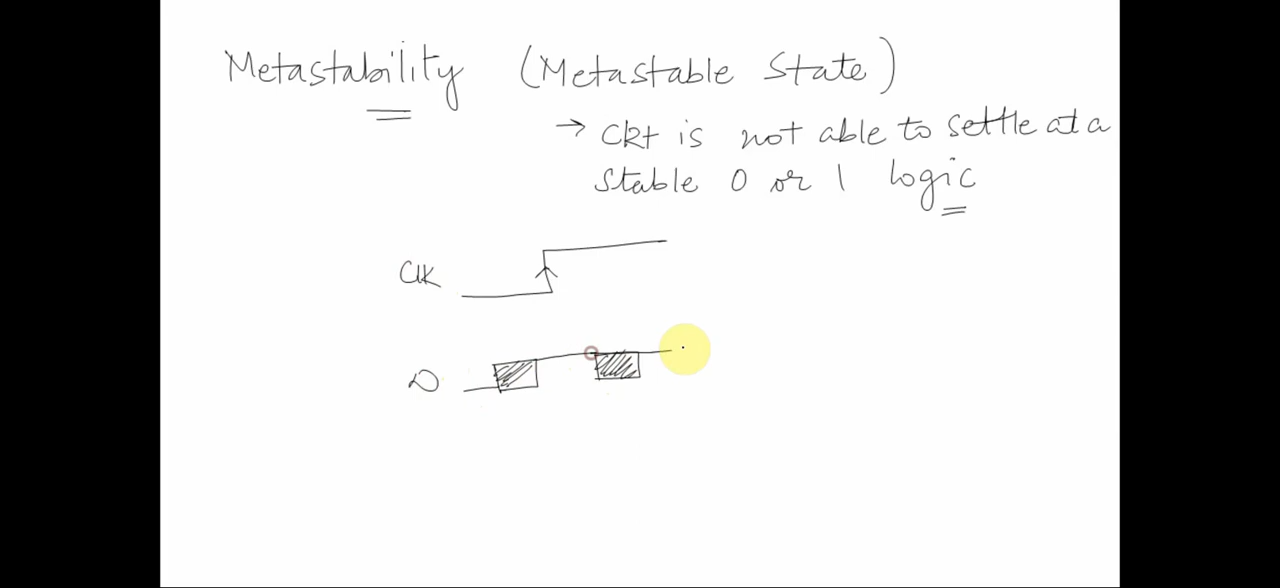 Metastability (Metastable State)
→ Ckt is not able to settle at a
stable 0 or 1 logic
Clk
D